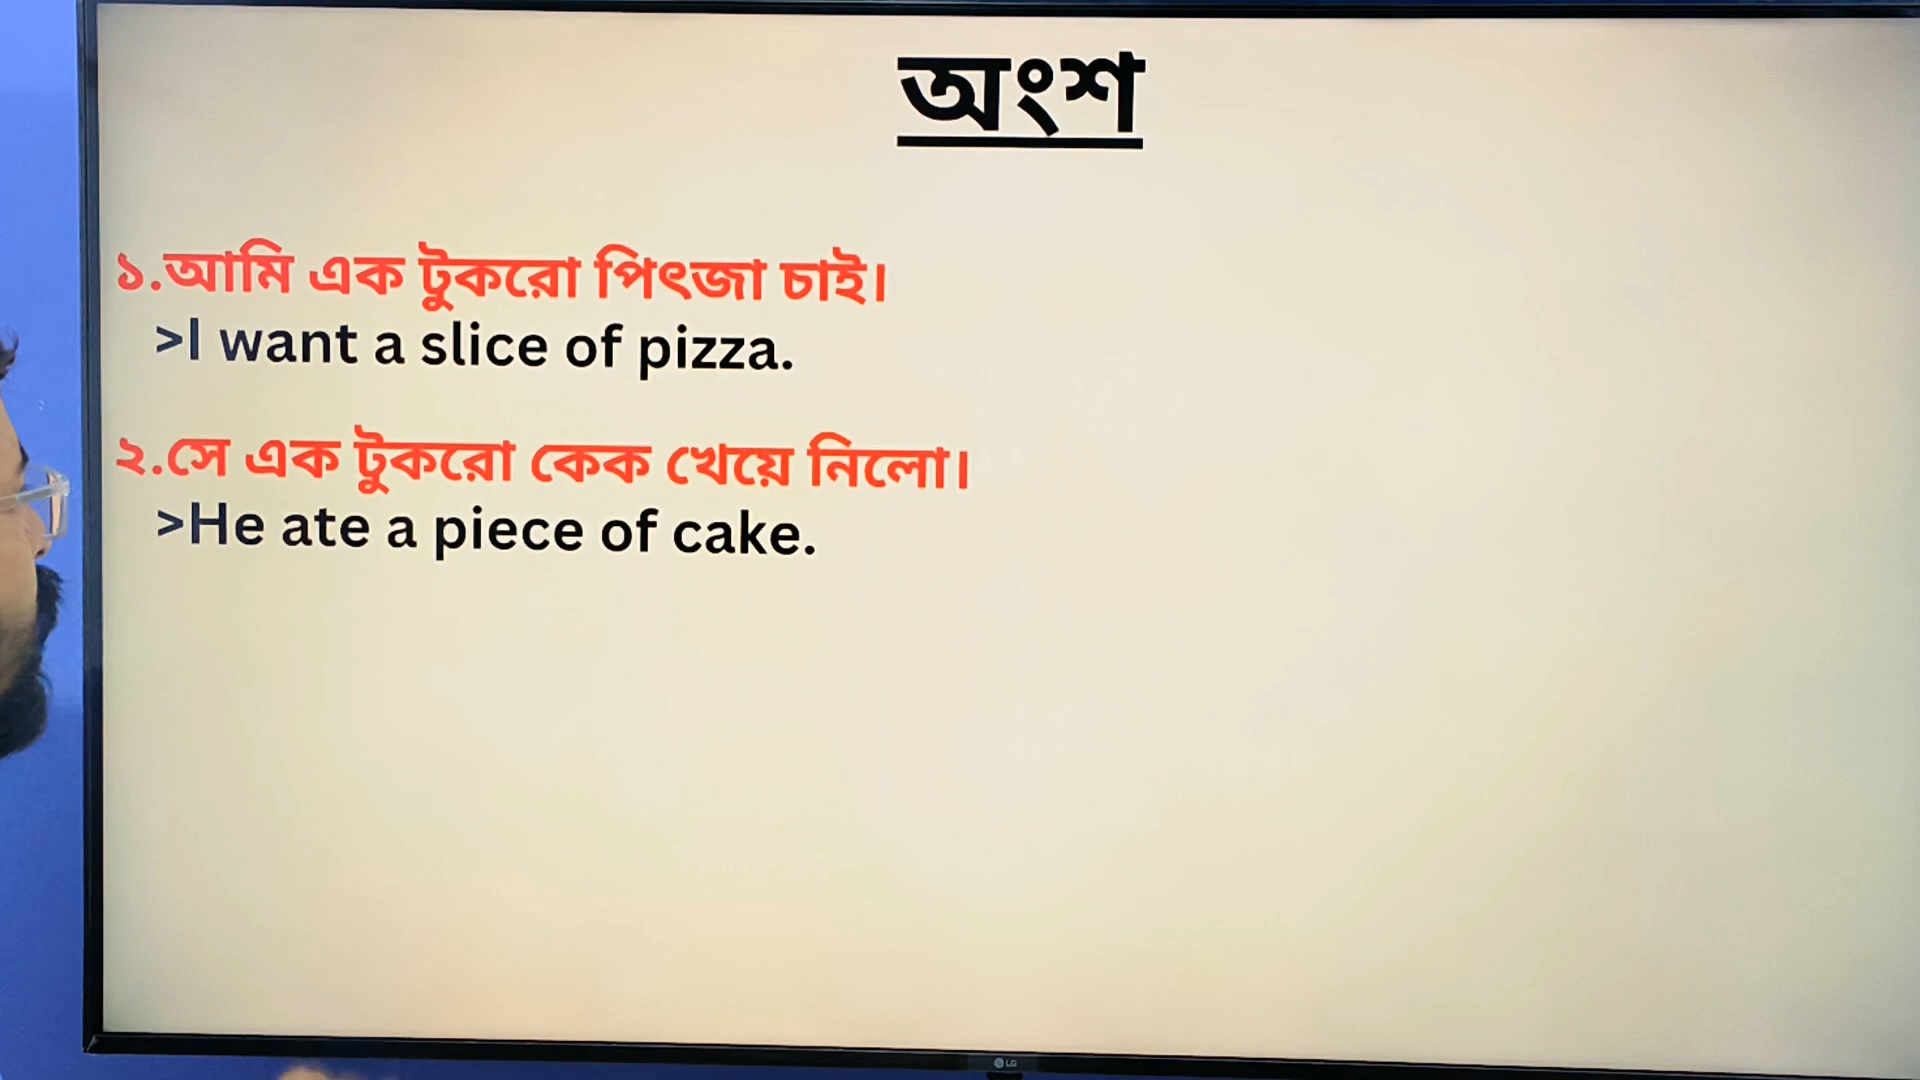 অংশ
১.আমি এক টুকরো পিৎজা চাই।
>I want a slice of pizza.
২.সে এক টুকরো কেক খেয়ে নিলো।
>He ate a piece of cake.
LG